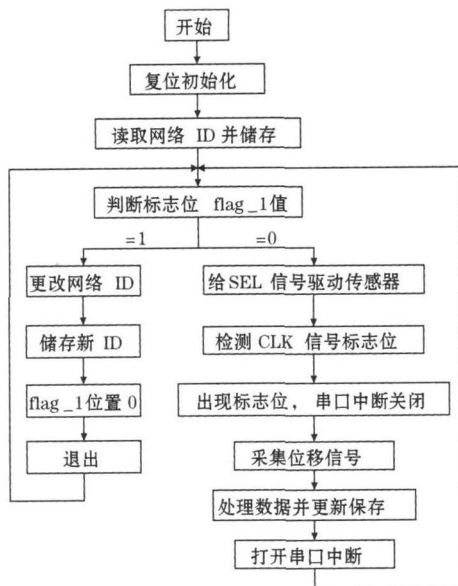 开始
复位初始化
读取网络 ID 并储存
判断标志位 flag_1值
=1
=0
更改网络 ID
给SEL 信号驱动传感器
储存新 ID
检测 CLK 信号标志位
flag_1位置 0
出现标志位， 串口中断关闭
退出
采集位移信号
处理数据并更新保存
打开串口中断